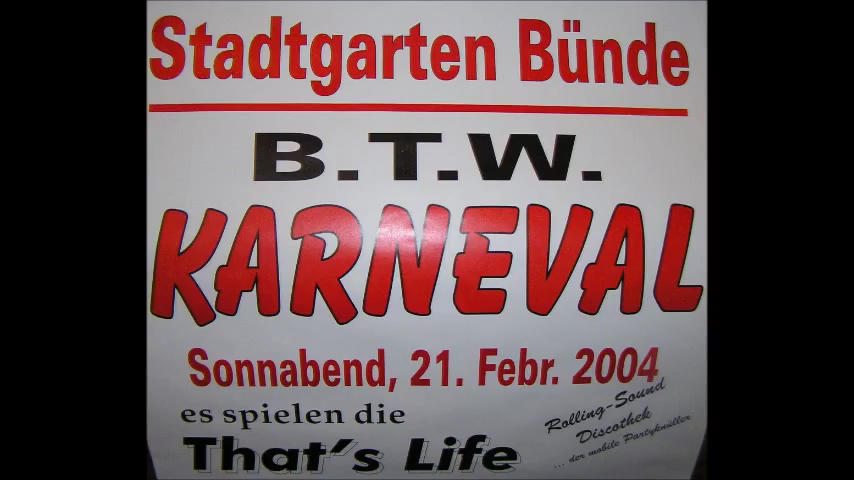 Stadtgarten Bünde
B.T.W.
KARNEVAL
Sonnabend, 21. Febr. 2004
es spielen die
That's Life
Rolling-Sound
Discothek
... der mobile Partyknüller